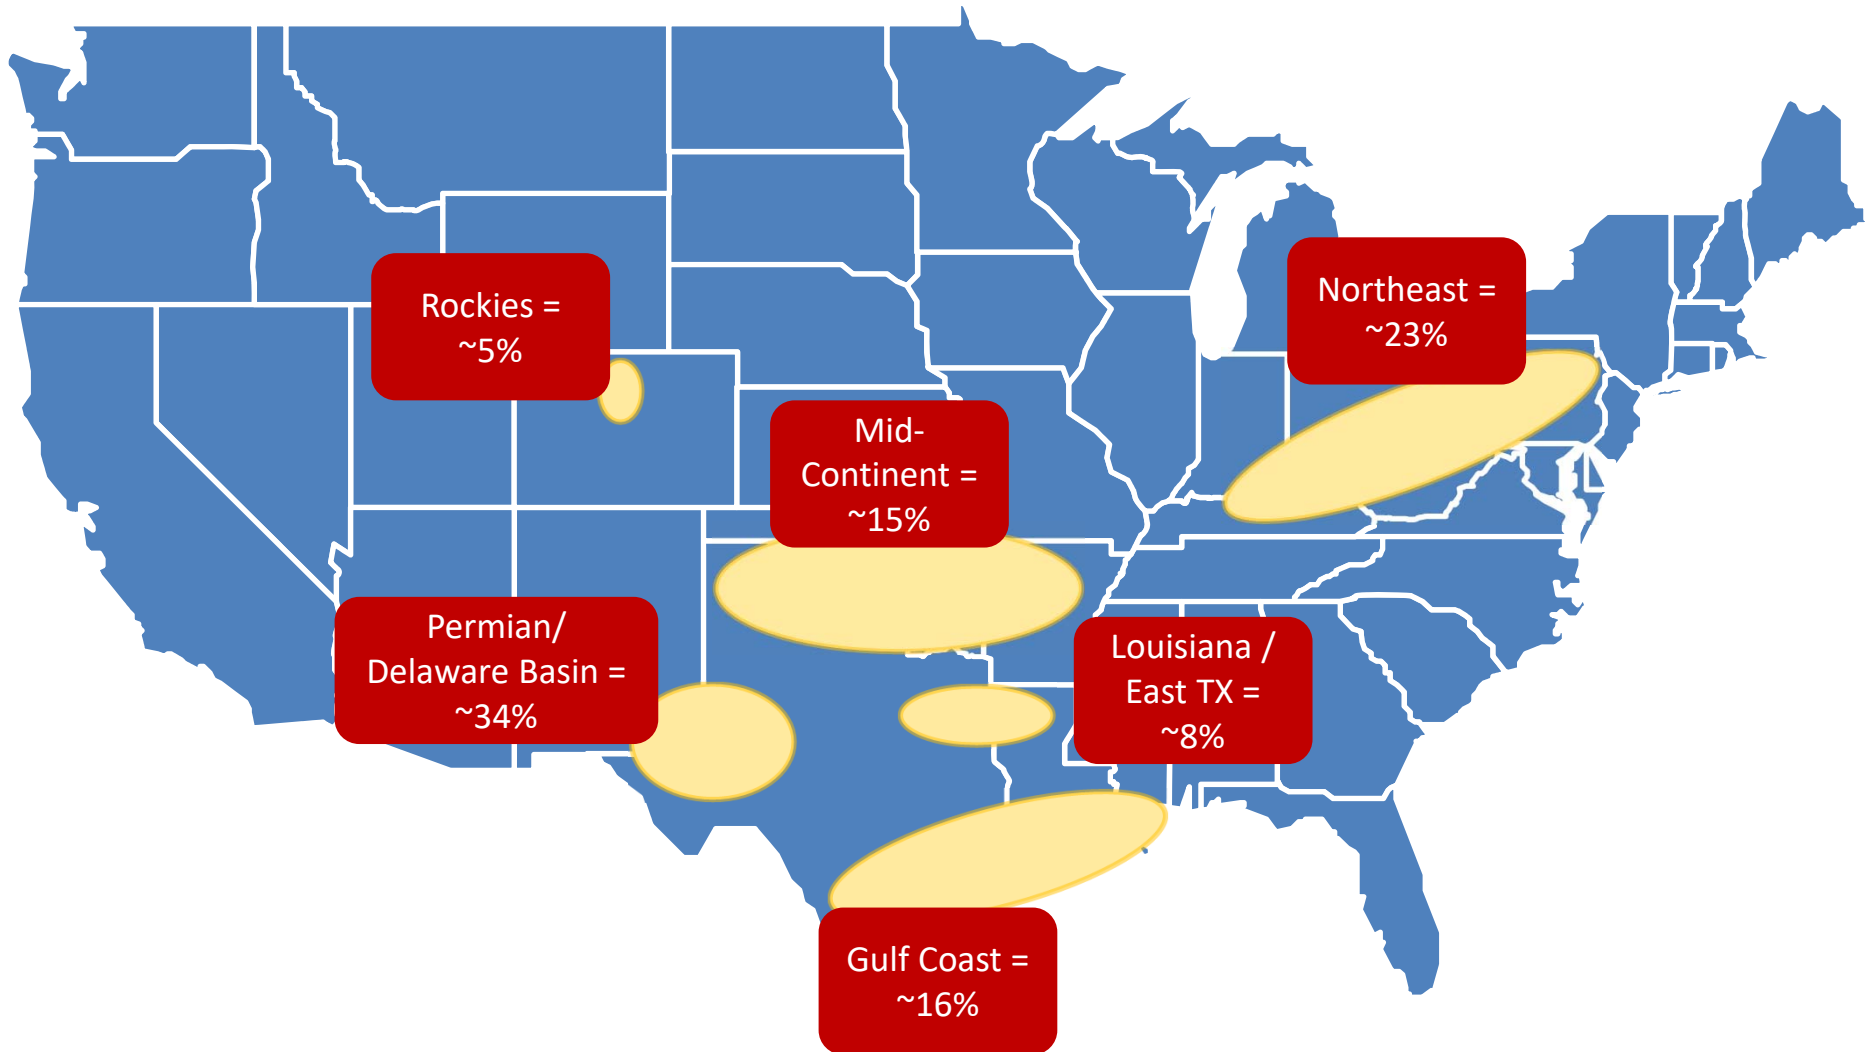 Rockies =
~5%
Northeast =
~23%
Mid-
Continent =
~15%
Permian/
Delaware Basin =
~34%
Louisiana /
East TX =
~8%
Gulf Coast =
~16%